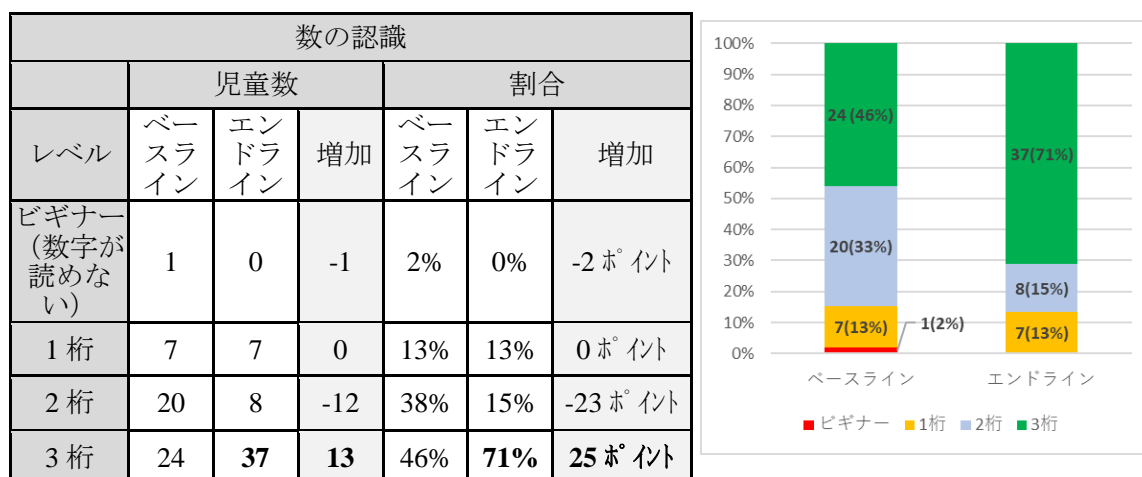 数の認識
児童数 割合
レベル ベースライン エンドライン 増加 ベースライン エンドライン 増加
ビギナー（数字が読めない） 1 0 -1 2% 0% -2 ﾎﾟｲﾝﾄ
1 桁 7 7 0 13% 13% 0 ﾎﾟｲﾝﾄ
2 桁 20 8 -12 38% 15% -23 ﾎﾟｲﾝﾄ
3 桁 24 37 13 46% 71% 25 ﾎﾟｲﾝﾄ
100%
90%
80%
70%
60%
50%
40%
30%
20%
10%
0%
24 (46%)
20(33%)
7(13%)
1(2%)
37(71%)
8(15%)
7(13%)
ベースライン エンドライン
ビギナー 1桁 2桁 3桁